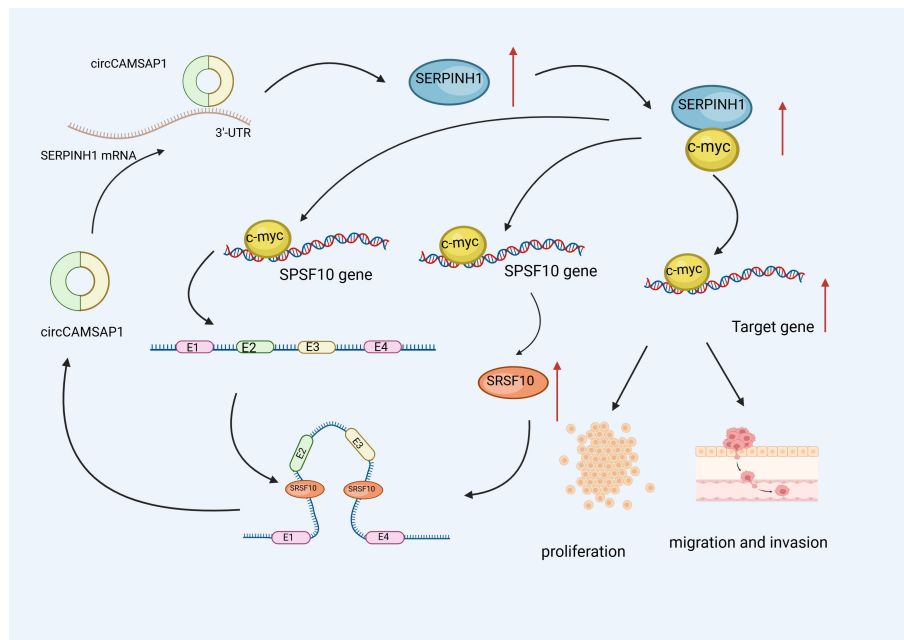 circCAMSAP1
3'-UTR
SERPINH1 mRNA
SERPINH1
SERPINH1
c-myc
c-myc
SPSF10 gene
c-myc
SPSF10 gene
c-myc
Target gene
circCAMSAP1
E1
E2
E3
E4
SRSF10
E2
E3
SRSF10
SRSF10
E1
E4
proliferation
migration and invasion